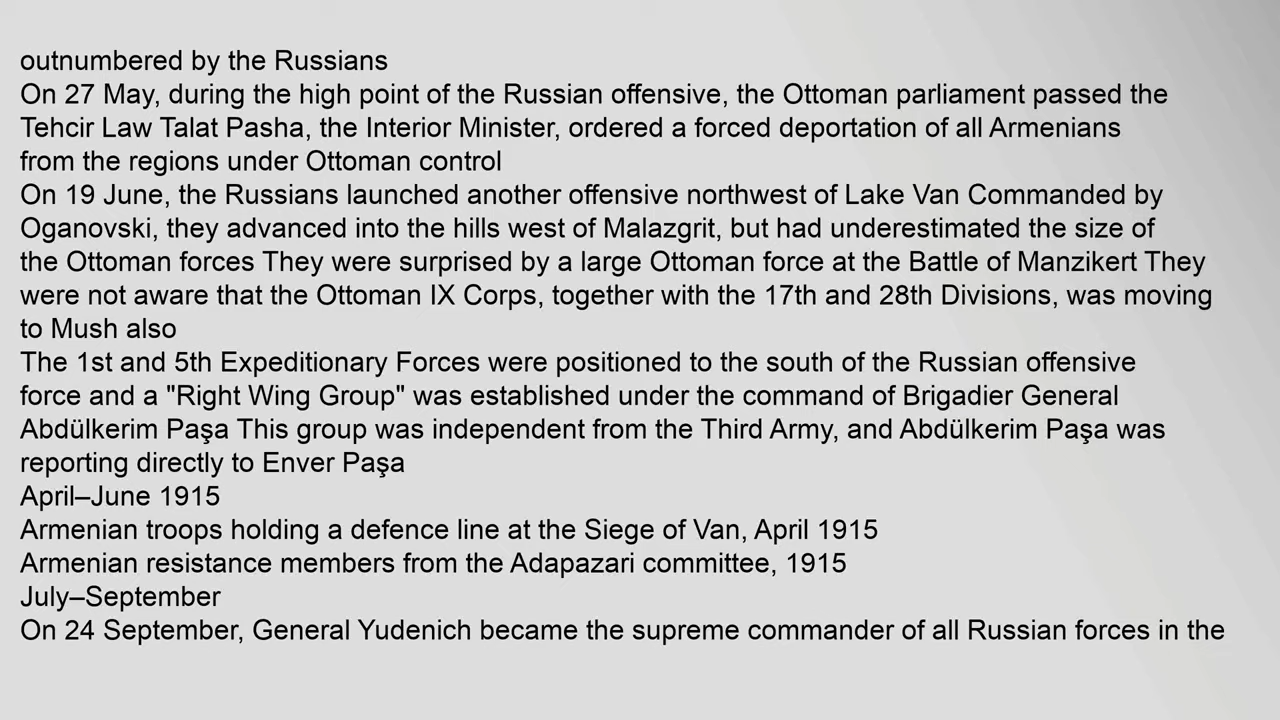 outnumbered by the Russians
On 27 May, during the high point of the Russian offensive, the Ottoman parliament passed the
Tehcir Law Talat Pasha, the Interior Minister, ordered a forced deportation of all Armenians
from the regions under Ottoman control
On 19 June, the Russians launched another offensive northwest of Lake Van Commanded by
Oganovski, they advanced into the hills west of Malazgrit, but had underestimated the size of
the Ottoman forces They were surprised by a large Ottoman force at the Battle of Manzikert They
were not aware that the Ottoman IX Corps, together with the 17th and 28th Divisions, was moving
to Mush also
The 1st and 5th Expeditionary Forces were positioned to the south of the Russian offensive
force and a "Right Wing Group" was established under the command of Brigadier General
Abdülkerim Paşa This group was independent from the Third Army, and Abdülkerim Paşa was
reporting directly to Enver Paşa
April–June 1915
Armenian troops holding a defence line at the Siege of Van, April 1915
Armenian resistance members from the Adapazari committee, 1915
July–September
On 24 September, General Yudenich became the supreme commander of all Russian forces in the